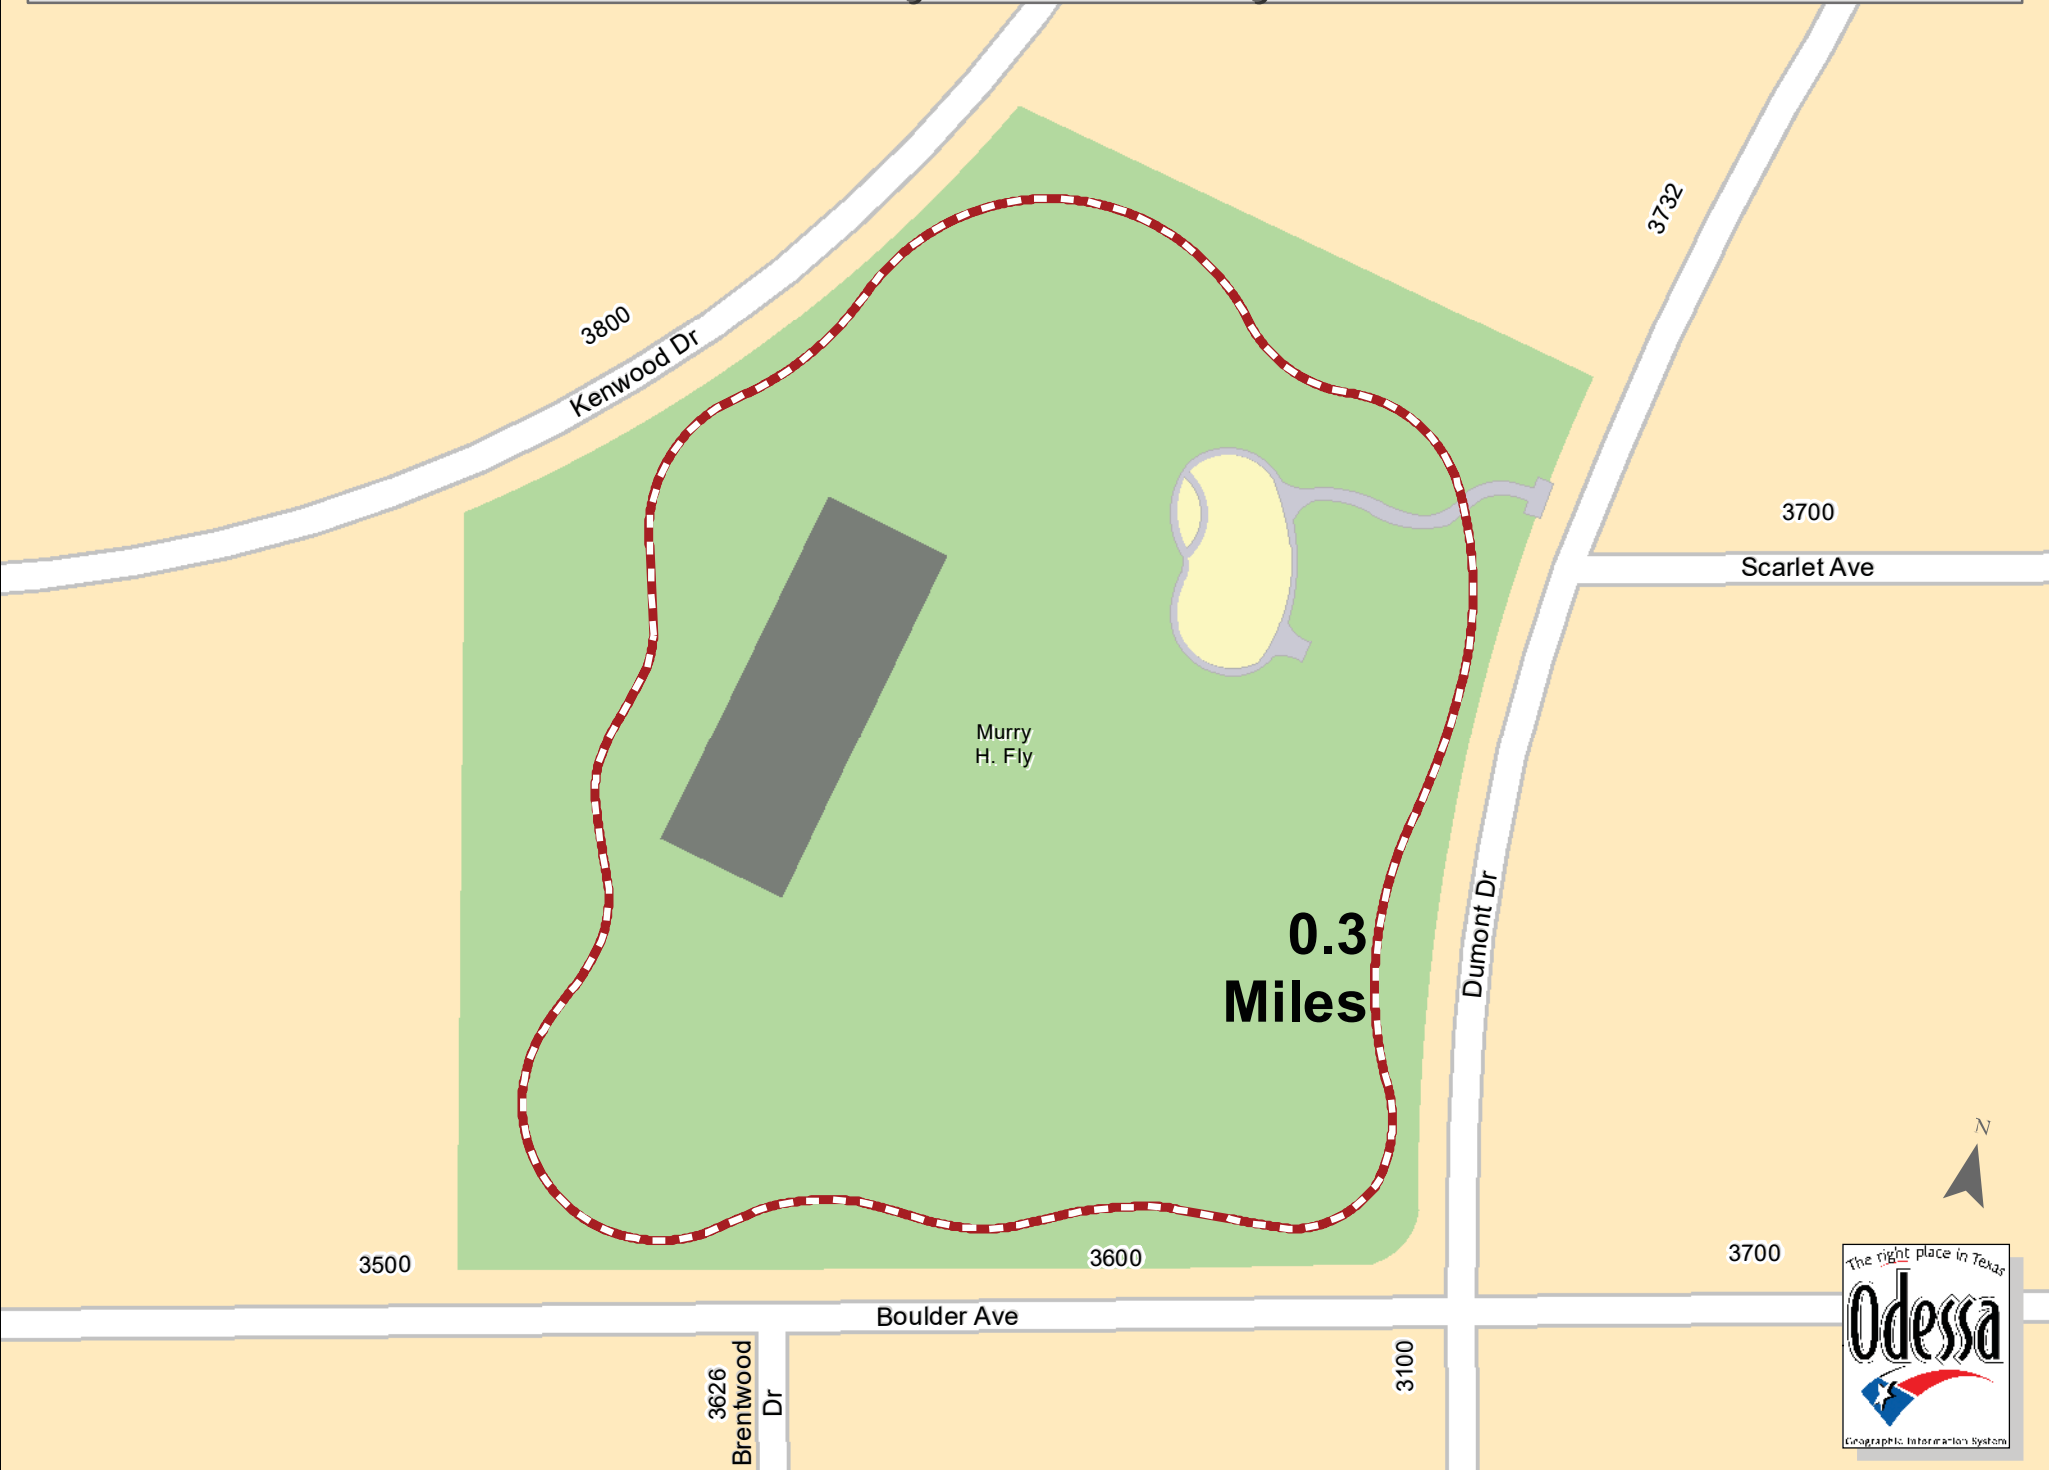 3732
3800
Kenwood Dr
3700
Scarlet Ave
Murry
H. Fly
0.3
Miles
Dumont Dr
N
3500
3600
3700
Boulder Ave
3626
Brentwood
Dr
3100
The right place in Texas
Odessa
Geographic Information System